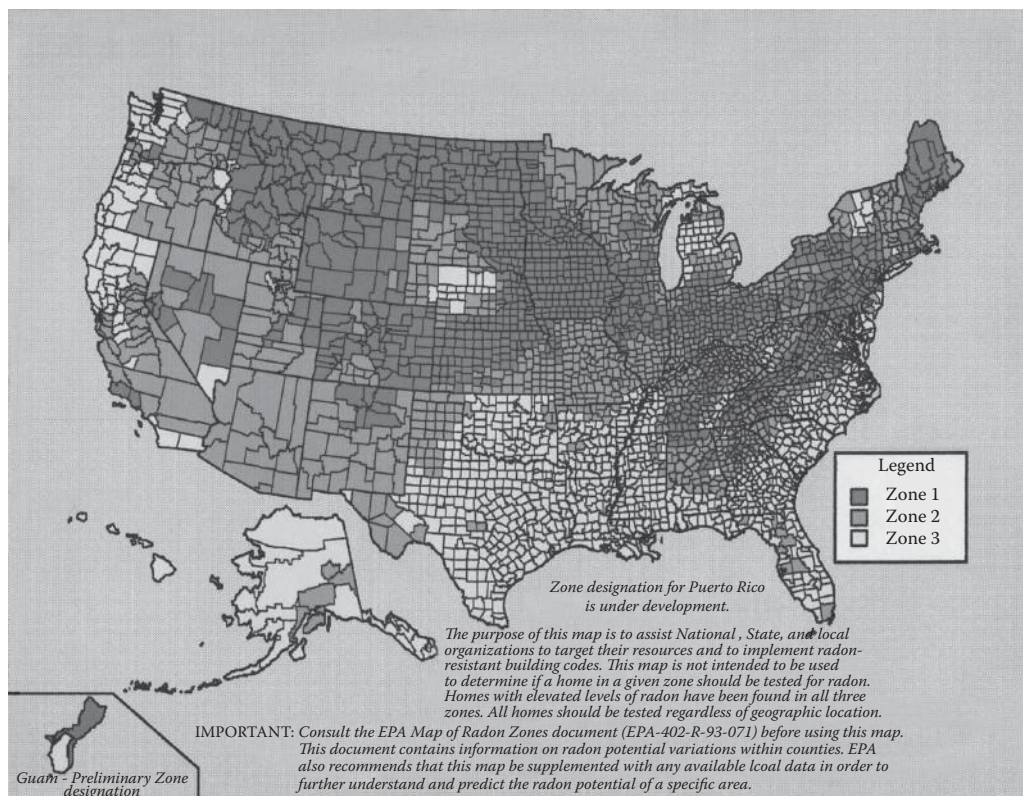 Legend
Zone 1
Zone 2
Zone 3
Zone designation for Puerto Rico
is under development.
The purpose of this map is to assist National , State, and local
organizations to target their resources and to implement radon-
resistant building codes. This map is not intended to be used
to determine if a home in a given zone should be tested for radon.
Homes with elevated levels of radon have been found in all three
zones. All homes should be tested regardless of geographic location.
IMPORTANT: Consult the EPA Map of Radon Zones document (EPA-402-R-93-071) before using this map.
This document contains information on radon potential variations within counties. EPA
also recommends that this map be supplemented with any available lcoal data in order to
further understand and predict the radon potential of a specific area.
Guam - Preliminary Zone
designation